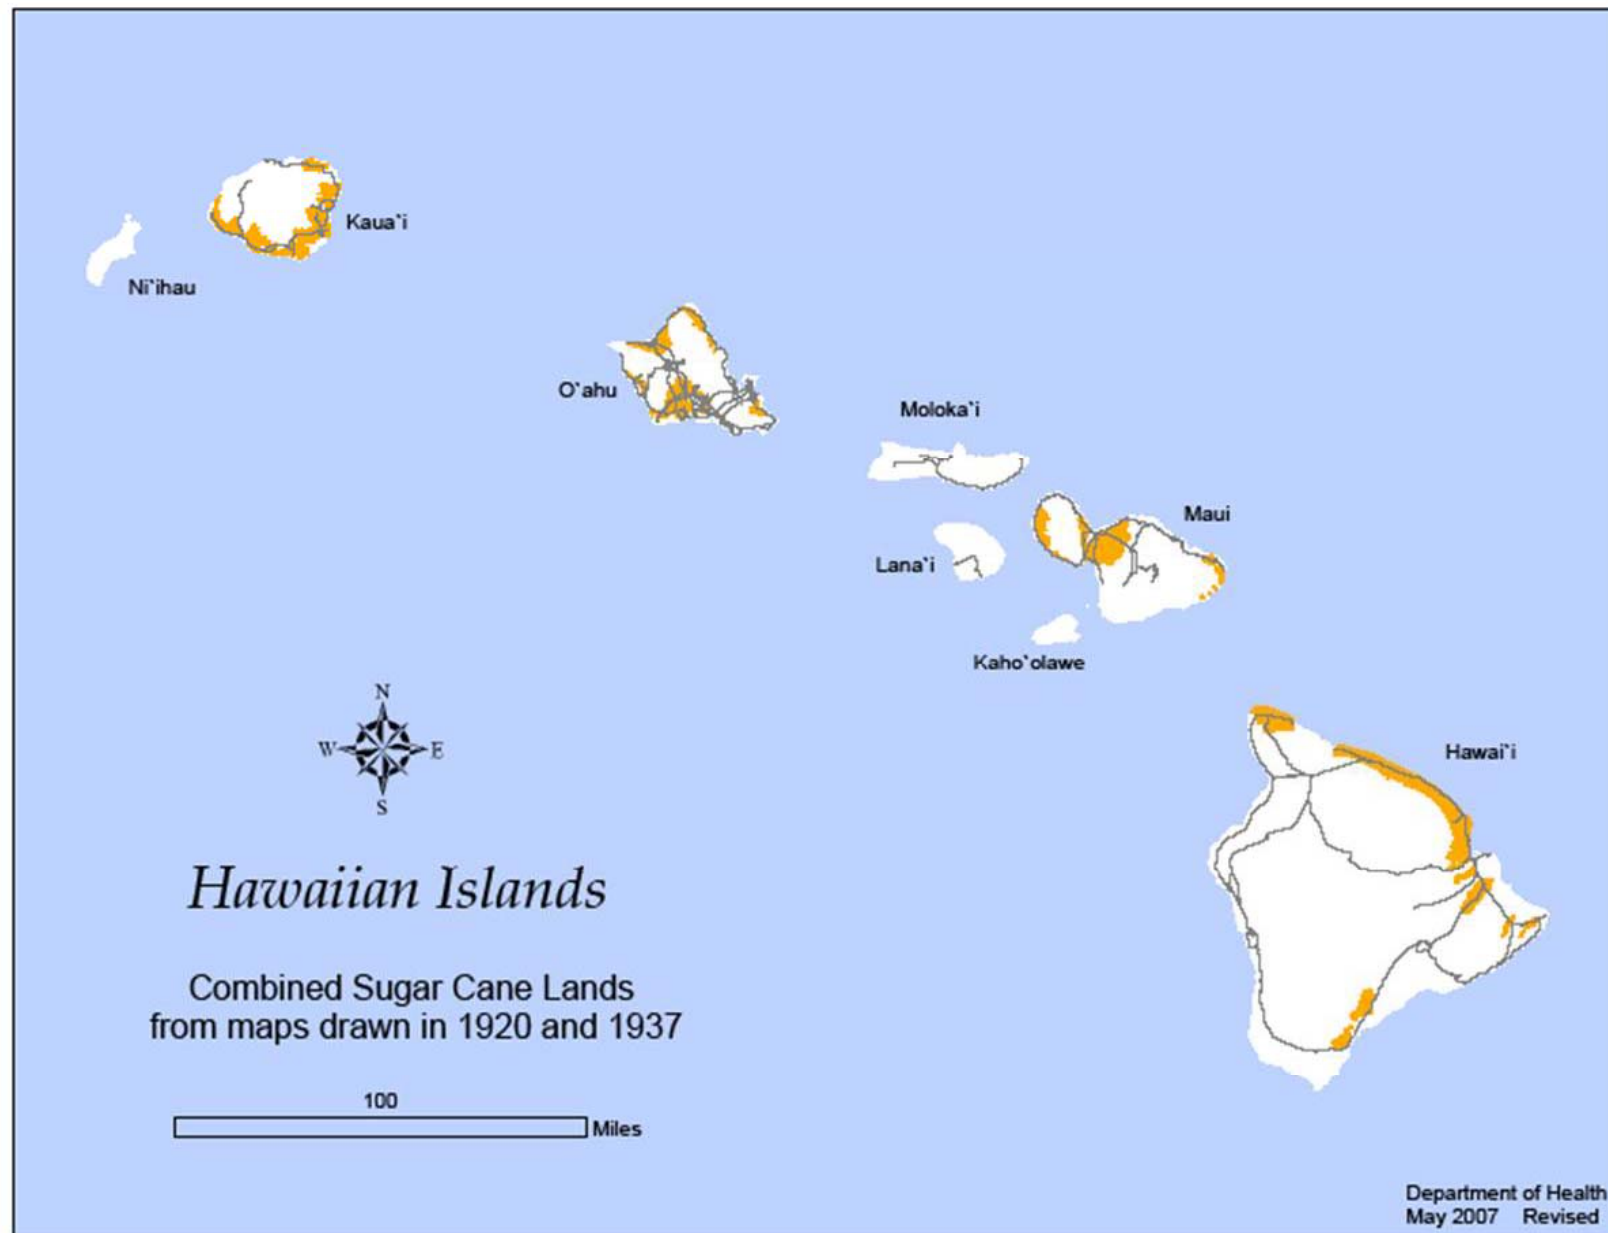 Kaua`i
Ni`ihau
O`ahu
Moloka`i
Maui
Lana`i
Kaho`olawe
Hawai`i
N
W E
S
Hawaiian Islands
Combined Sugar Cane Lands
from maps drawn in 1920 and 1937
100
Miles
Department of Health
May 2007 Revised